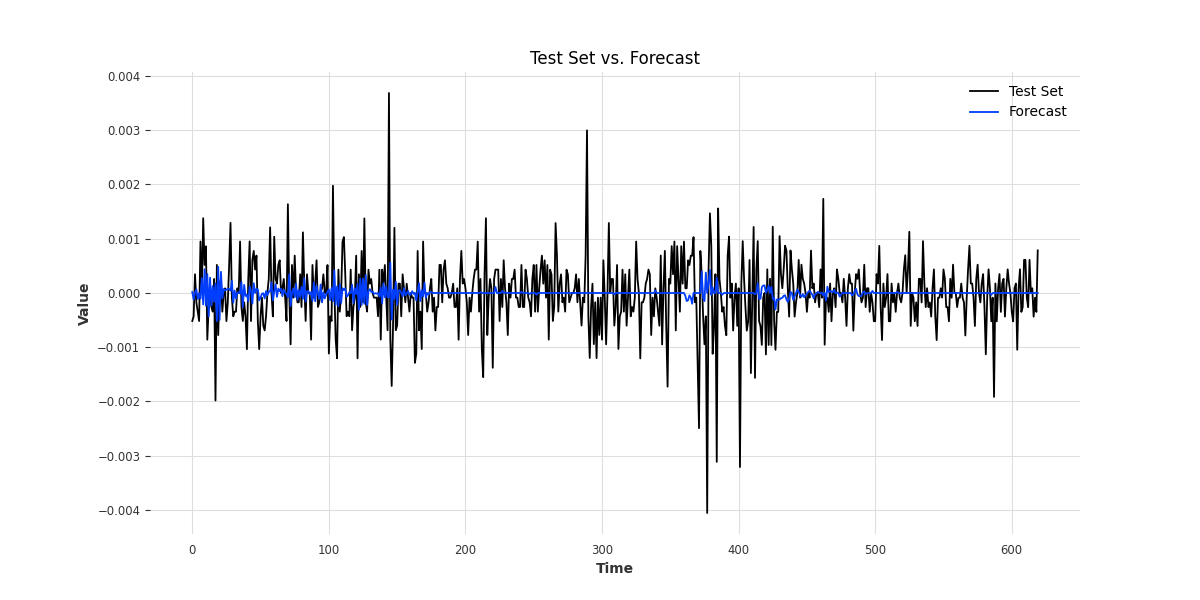 Test Set vs. Forecast
Test Set
Forecast
Value
0.004
0.003
0.002
0.001
0.000
−0.001
−0.002
−0.003
−0.004
0 100 200 300 400 500 600
Time